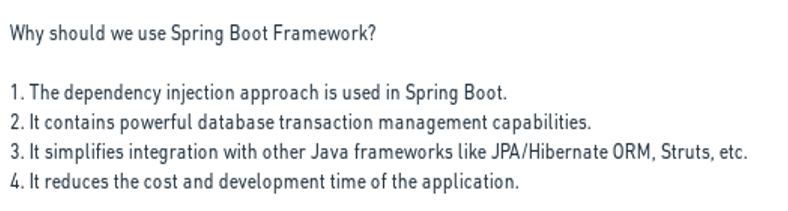 Why should we use Spring Boot Framework?
1. The dependency injection approach is used in Spring Boot.
2. It contains powerful database transaction management capabilities.
3. It simplifies integration with other Java frameworks like JPA/Hibernate ORM, Struts, etc.
4. It reduces the cost and development time of the application.